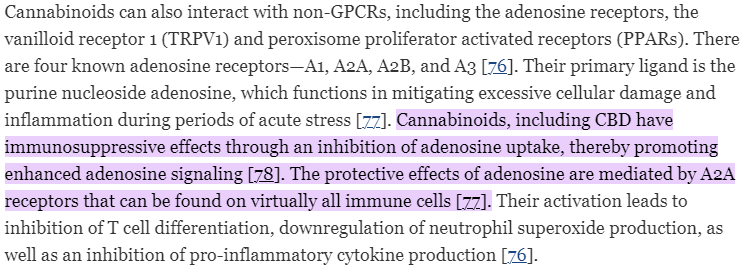 Cannabinoids can also interact with non-GPCRs, including the adenosine receptors, the
vanilloid receptor 1 (TRPV1) and peroxisome proliferator activated receptors (PPARs). There
are four known adenosine receptors—A1, A2A, A2B, and A3 [76]. Their primary ligand is the
purine nucleoside adenosine, which functions in mitigating excessive cellular damage and
inflammation during periods of acute stress [77]. Cannabinoids, including CBD have
immunosuppressive effects through an inhibition of adenosine uptake, thereby promoting
enhanced adenosine signaling [78]. The protective effects of adenosine are mediated by A2A
receptors that can be found on virtually all immune cells [77]. Their activation leads to
inhibition of T cell differentiation, downregulation of neutrophil superoxide production, as
well as an inhibition of pro-inflammatory cytokine production [76].